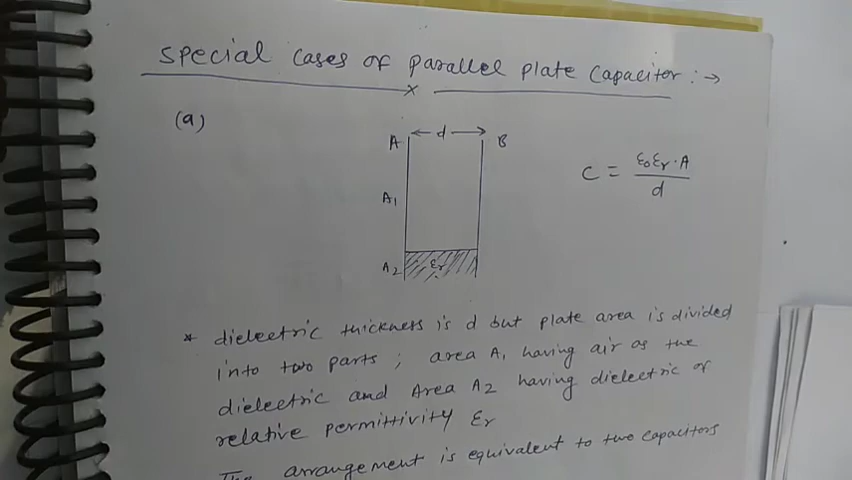 Special Cases of parallel plate Capacitor : →
(a)
A ← d → B
C = ε₀εᵣ·A / d
A₁
A₂ εᵣ
* dielectric thickness is d but plate area is divided
into two parts ; area A₁ having air as the
dielectric and Area A₂ having dielectric of
relative permittivity εᵣ
The arrangement is equivalent to two capacitors